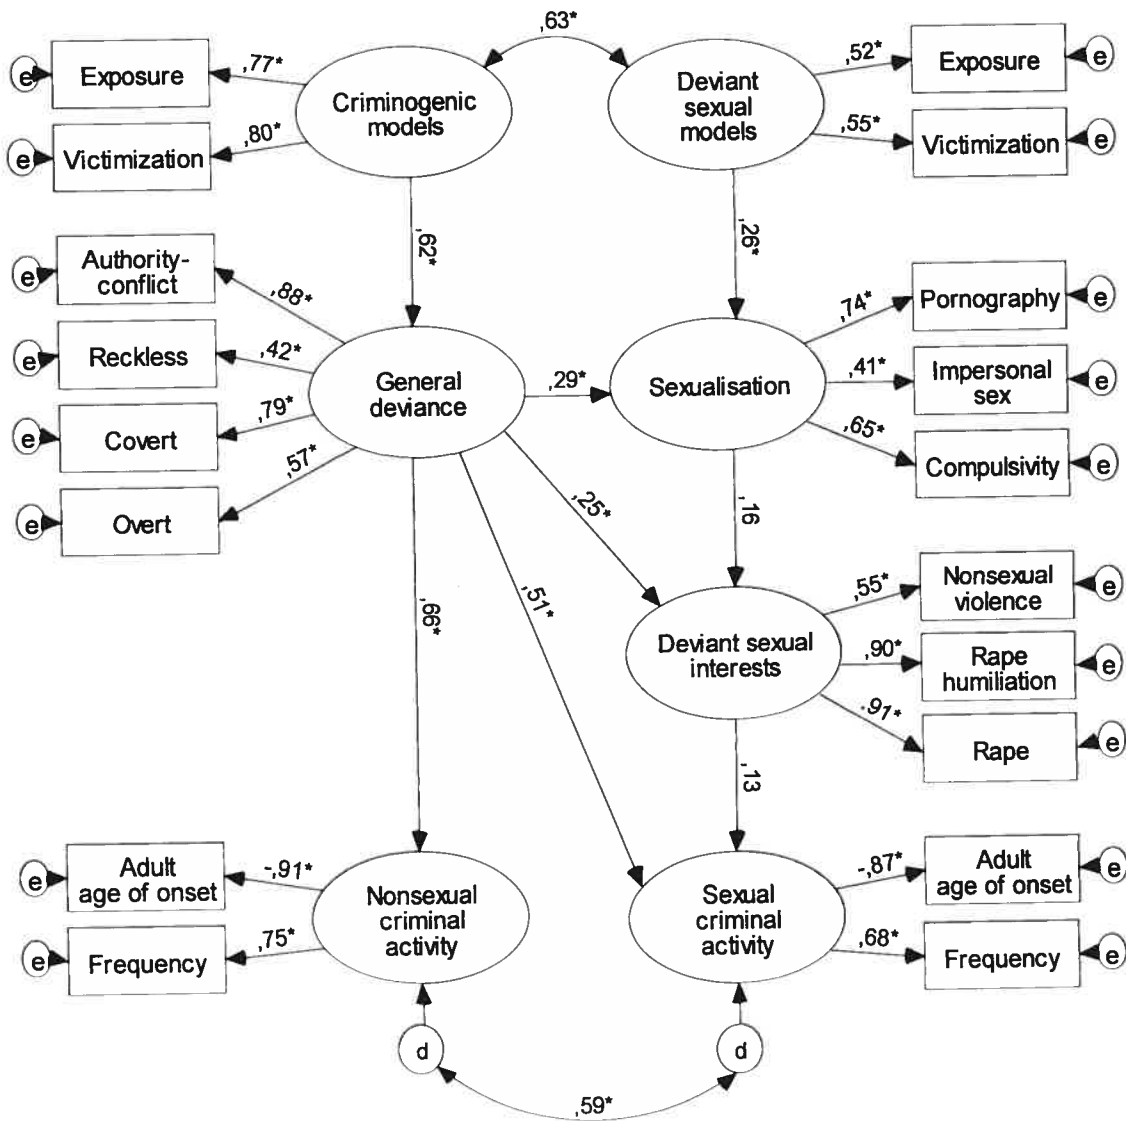 ,63*
e
Exposure
,77*
Criminogenic
models
Deviant
sexual
models
,52*
Exposure
e
e
Victimization
,80*
,55*
Victimization
e
,62*
,26*
e
Authority-
conflict
,88*
,74*
Pornography
e
e
Reckless
,42*
General
deviance
,29*
Sexualisation
,41*
Impersonal
sex
e
e
Covert
,79*
,65*
Compulsivity
e
e
Overt
,57*
,25*
,16
,66*
,51*
Deviant sexual
interests
,55*
Nonsexual
violence
e
,90*
Rape
humiliation
e
.91*
Rape
e
,13
e
Adult
age of onset
-,91*
Nonsexual
criminal
activity
Sexual
criminal
activity
-,87*
Adult
age of onset
e
e
Frequency
,75*
,68*
Frequency
e
d
d
,59*